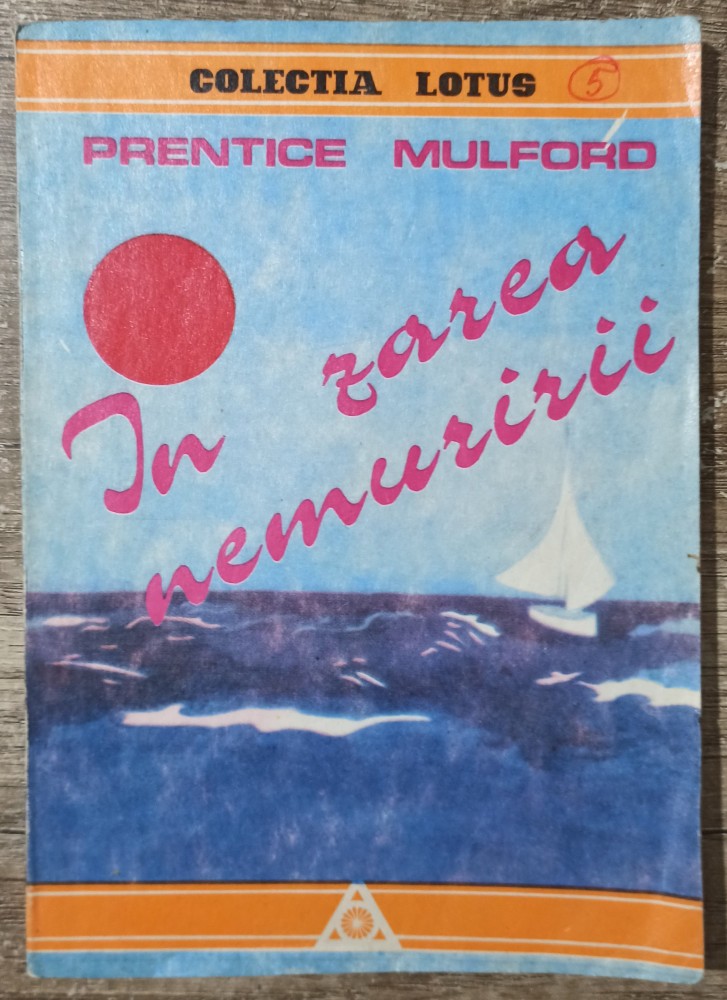 COLECTIA LOTUS 5
PRENTICE MULFORD
In zarea
nemuririi